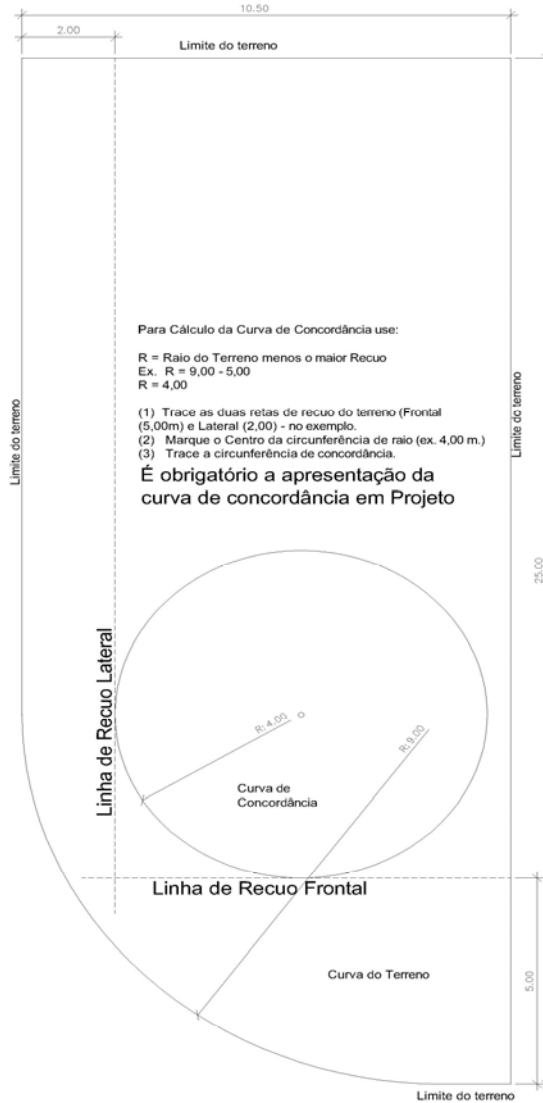 10.50
2.00
Limite do terreno
Limite do terreno
Limite do terreno
Para Cálculo da Curva de Concordância use:
R = Raio do Terreno menos o maior Recuo
Ex. R = 9,00 - 5,00
R = 4,00
(1) Trace as duas retas de recuo do terreno (Frontal
(5,00m) e Lateral (2,00) - no exemplo.
(2) Marque o Centro da circunferência de raio (ex. 4,00 m.)
(3) Trace a circunferência de concordância.
É obrigatório a apresentação da
curva de concordância em Projeto
25.00
Linha de Recuo Lateral
R: 4.00
R: 9.00
Curva de
Concordância
Linha de Recuo Frontal
Curva do Terreno
5.00
Limite do terreno